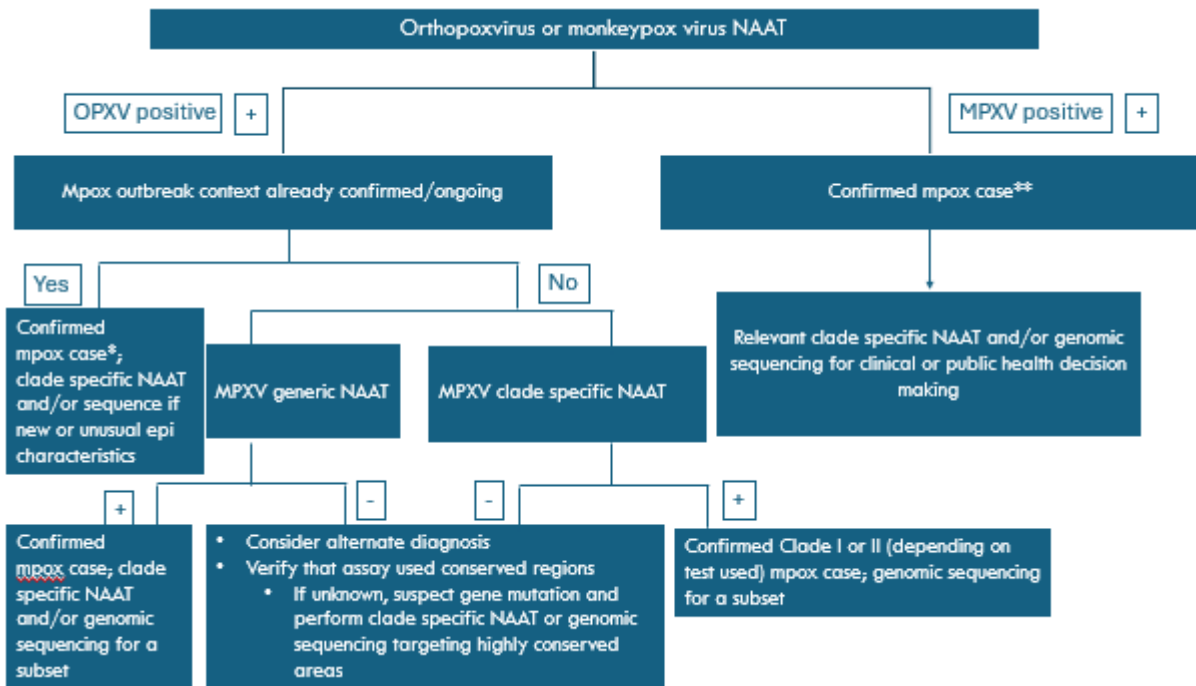 Orthopoxvirus or monkeypox virus NAAT
OPXV positive
+
MPXV positive
+
Mpox outbreak context already confirmed/ongoing
Confirmed mpox case**
Yes
No
Confirmed
mpox case*;
clade specific NAAT
and/or sequence if
new or unusual epi
characteristics
MPXV generic NAAT
MPXV clade specific NAAT
Relevant clade specific NAAT and/or genomic
sequencing for clinical or public health decision
making
+
-
-
+
Confirmed
mpox case; clade
specific NAAT
and/or genomic
sequencing for a
subset
• Consider alternate diagnosis
• Verify that assay used conserved regions
• If unknown, suspect gene mutation and
perform clade specific NAAT or genomic
sequencing targeting highly conserved
areas
Confirmed Clade I or II (depending on
test used) mpox case; genomic sequencing
for a subset